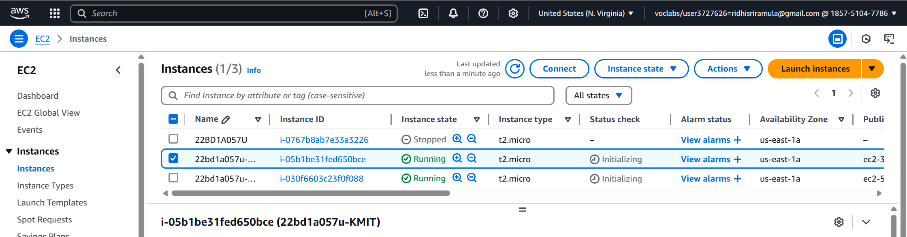 aws Search [Alt+S] United States (N. Virginia) voclabs/user3727626=ridhisriramula@gmail.com @ 1857-5104-7786
EC2 > Instances
EC2
Dashboard
EC2 Global View
Events
Instances
Instances
Instance Types
Launch Templates
Spot Requests
Savings Plans
Instances (1/3) Info
Last updated
less than a minute ago
Connect Instance state Actions Launch instances
Find Instance by attribute or tag (case-sensitive) All states 1
Name Instance ID Instance state Instance type Status check Alarm status Availability Zone Publi
22BD1A057U i-0767b8ab7e33a3226 Stopped t2.micro – View alarms + us-east-1a –
22bd1a057u-... i-05b1be31fed650bce Running t2.micro Initializing View alarms + us-east-1a ec2-3
22bd1a057u-... i-030f6603c23f0f088 Running t2.micro Initializing View alarms + us-east-1a ec2-5
i-05b1be31fed650bce (22bd1a057u-KMIT)